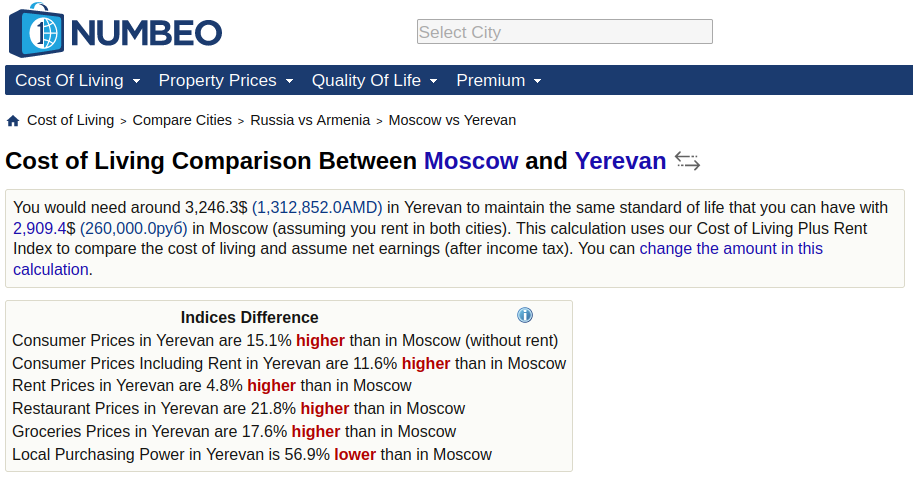 NUMBEO
Select City
Cost Of Living Property Prices Quality Of Life Premium
Cost of Living > Compare Cities > Russia vs Armenia > Moscow vs Yerevan
Cost of Living Comparison Between Moscow and Yerevan
You would need around 3,246.3$ (1,312,852.0AMD) in Yerevan to maintain the same standard of life that you can have with
2,909.4$ (260,000.0руб) in Moscow (assuming you rent in both cities). This calculation uses our Cost of Living Plus Rent
Index to compare the cost of living and assume net earnings (after income tax). You can change the amount in this
calculation.
Indices Difference
Consumer Prices in Yerevan are 15.1% higher than in Moscow (without rent)
Consumer Prices Including Rent in Yerevan are 11.6% higher than in Moscow
Rent Prices in Yerevan are 4.8% higher than in Moscow
Restaurant Prices in Yerevan are 21.8% higher than in Moscow
Groceries Prices in Yerevan are 17.6% higher than in Moscow
Local Purchasing Power in Yerevan is 56.9% lower than in Moscow